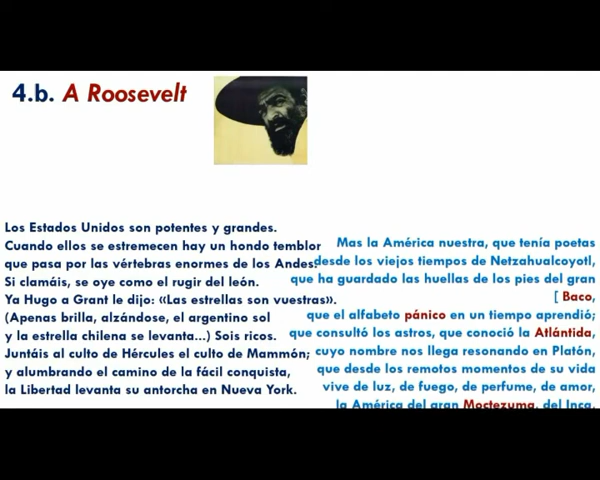 4.b. A Roosevelt
Los Estados Unidos son potentes y grandes.
Cuando ellos se estremecen hay un hondo temblor
que pasa por las vértebras enormes de los Andes.
Si clamáis, se oye como el rugir del león.
Ya Hugo a Grant le dijo: «Las estrellas son vuestras».
(Apenas brilla, alzándose, el argentino sol
y la estrella chilena se levanta...) Sois ricos.
Juntáis al culto de Hércules el culto de Mammón;
y alumbrando el camino de la fácil conquista,
la Libertad levanta su antorcha en Nueva York.
Mas la América nuestra, que tenía poetas
desde los viejos tiempos de Netzahualcoyotl,
que ha guardado las huellas de los pies del gran
[ Baco,
que el alfabeto pánico en un tiempo aprendió;
que consultó los astros, que conoció la Atlántida,
cuyo nombre nos llega resonando en Platón,
que desde los remotos momentos de su vida
vive de luz, de fuego, de perfume, de amor,
la América del gran Moctezuma, del Inca,